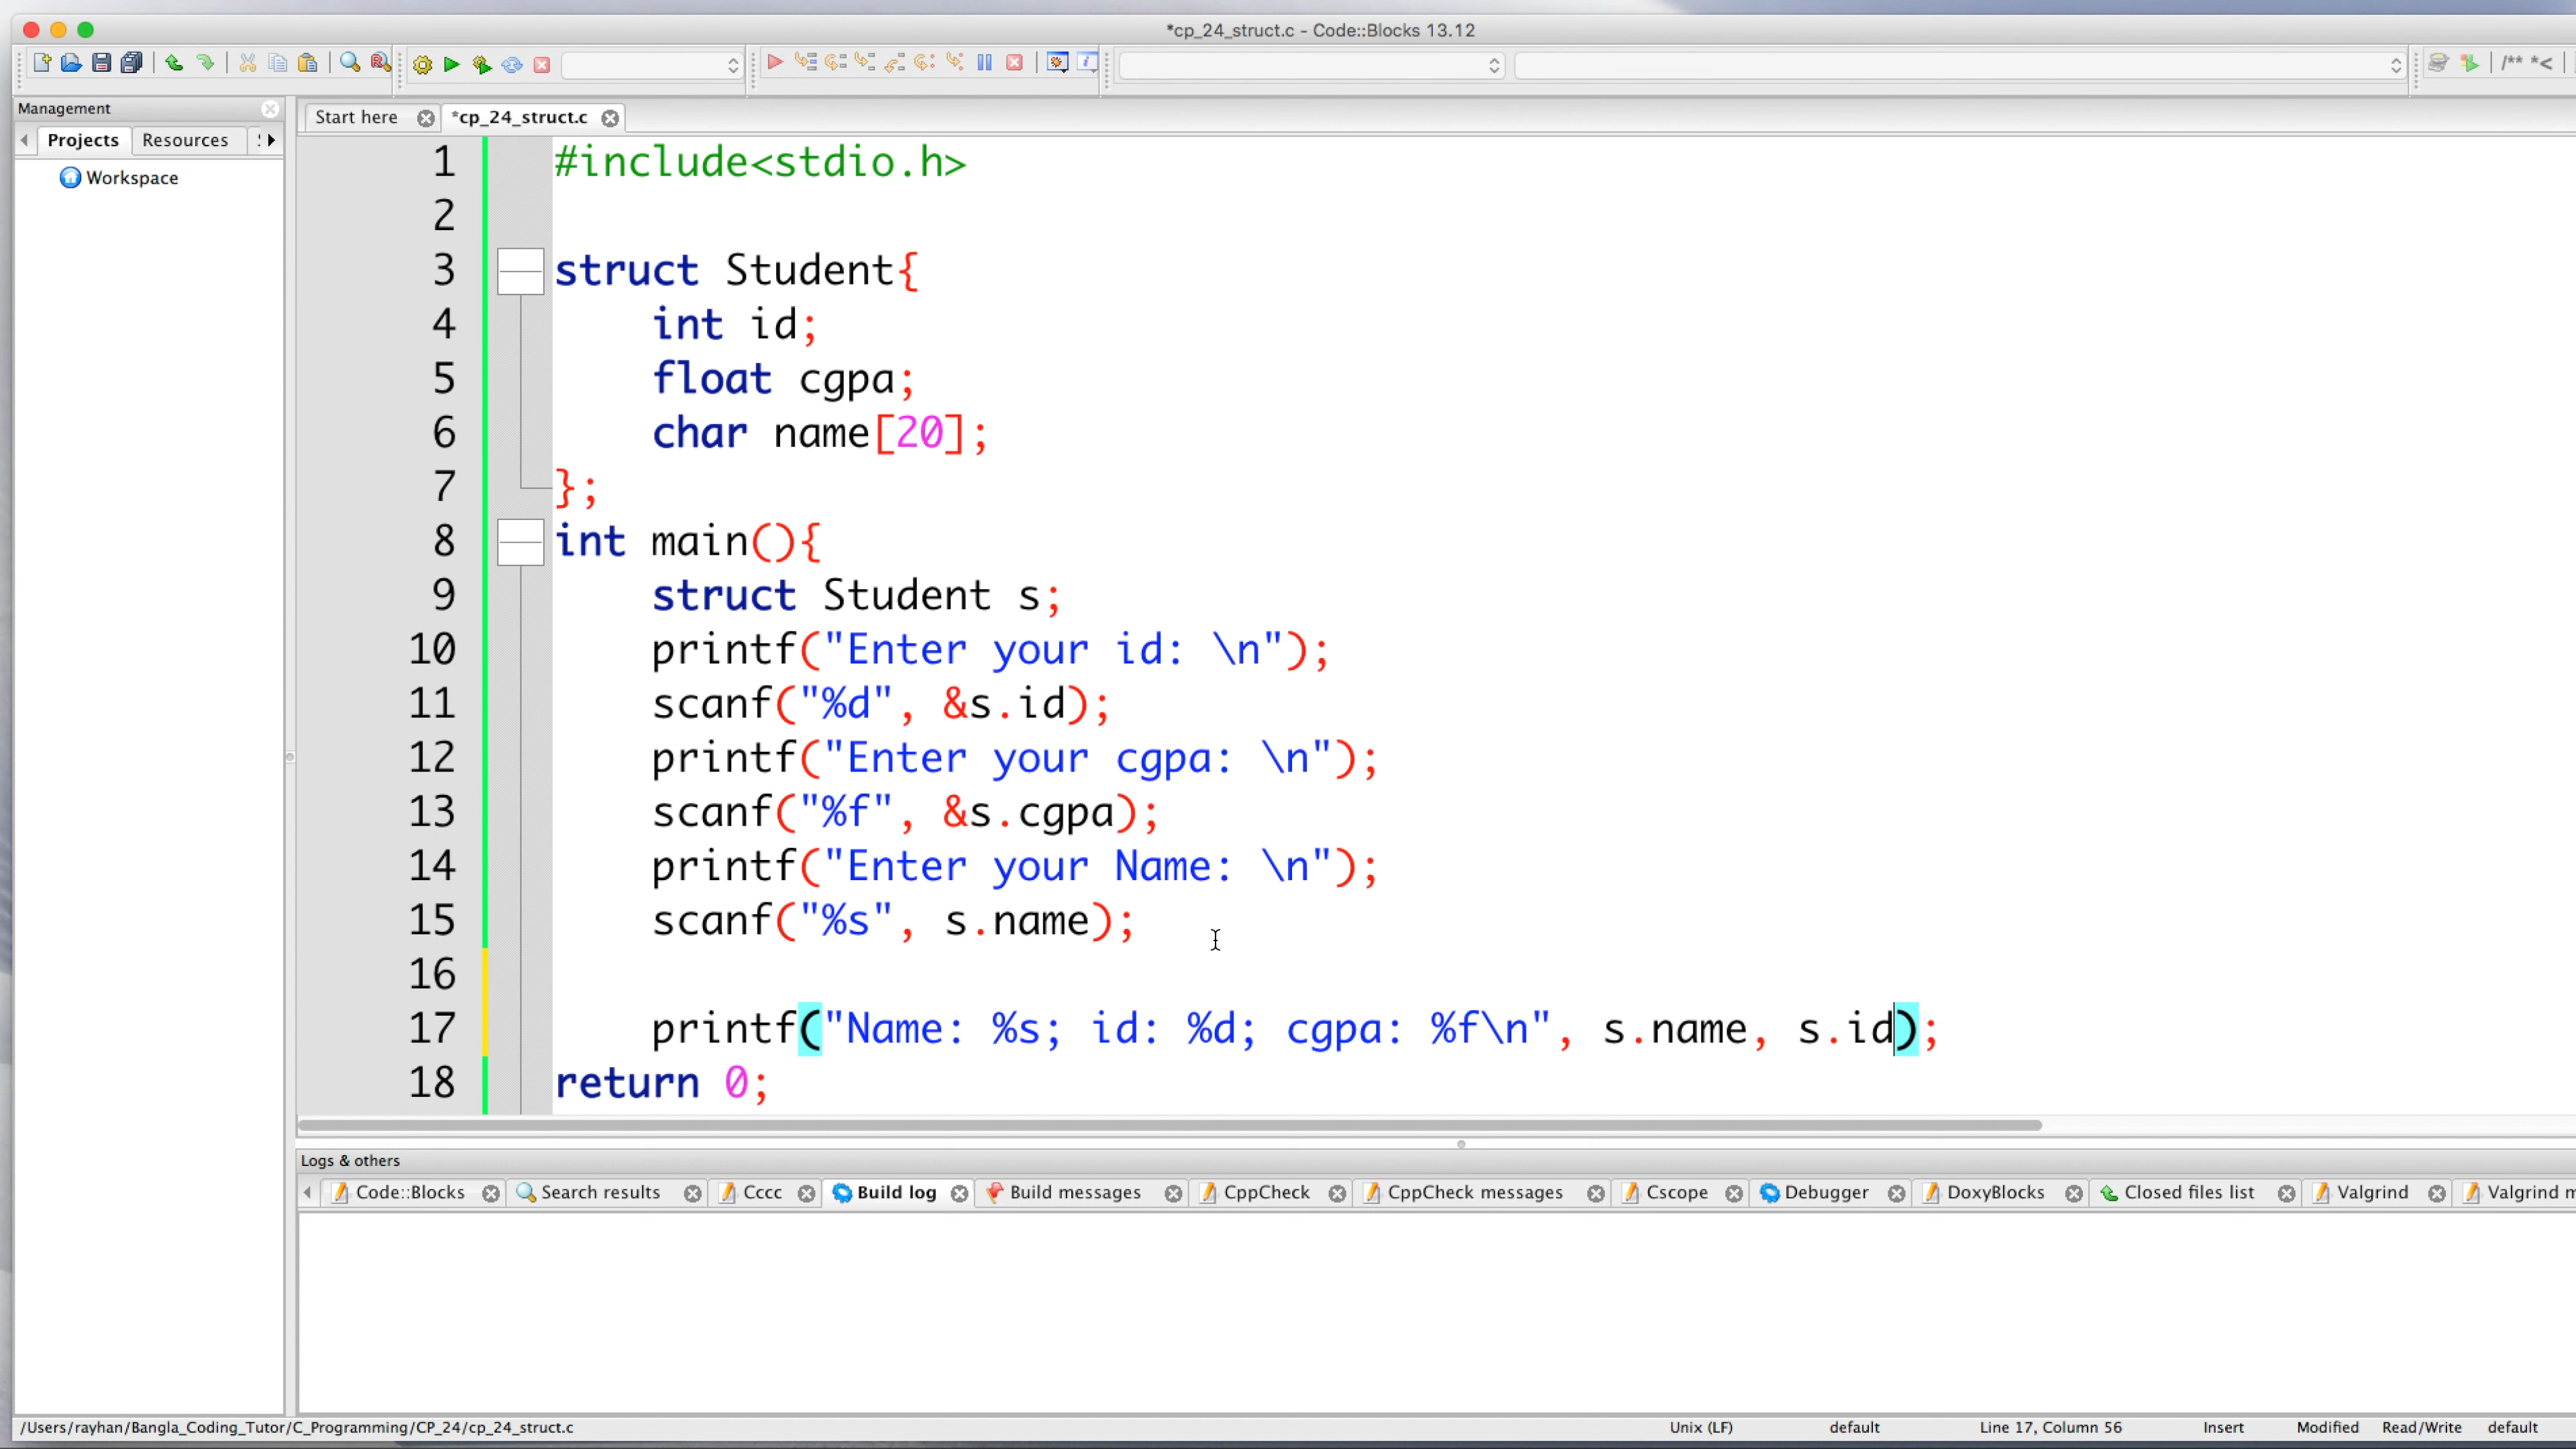 *cp_24_struct.c - Code::Blocks 13.12
/** *<
Management
Projects Resources
Workspace
Start here *cp_24_struct.c
1 #include<stdio.h>
2
3 struct Student{
4 int id;
5 float cgpa;
6 char name[20];
7 };
8 int main(){
9 struct Student s;
10 printf("Enter your id: \n");
11 scanf("%d", &s.id);
12 printf("Enter your cgpa: \n");
13 scanf("%f", &s.cgpa);
14 printf("Enter your Name: \n");
15 scanf("%s", s.name);
16
17 printf("Name: %s; id: %d; cgpa: %f\n", s.name, s.id);
18 return 0;
Logs & others
Code::Blocks Search results Cccc Build log Build messages CppCheck CppCheck messages Cscope Debugger DoxyBlocks Closed files list Valgrind Valgrind m
/Users/rayhan/Bangla_Coding_Tutor/C_Programming/CP_24/cp_24_struct.c Unix (LF) default Line 17, Column 56 Insert Modified Read/Write default